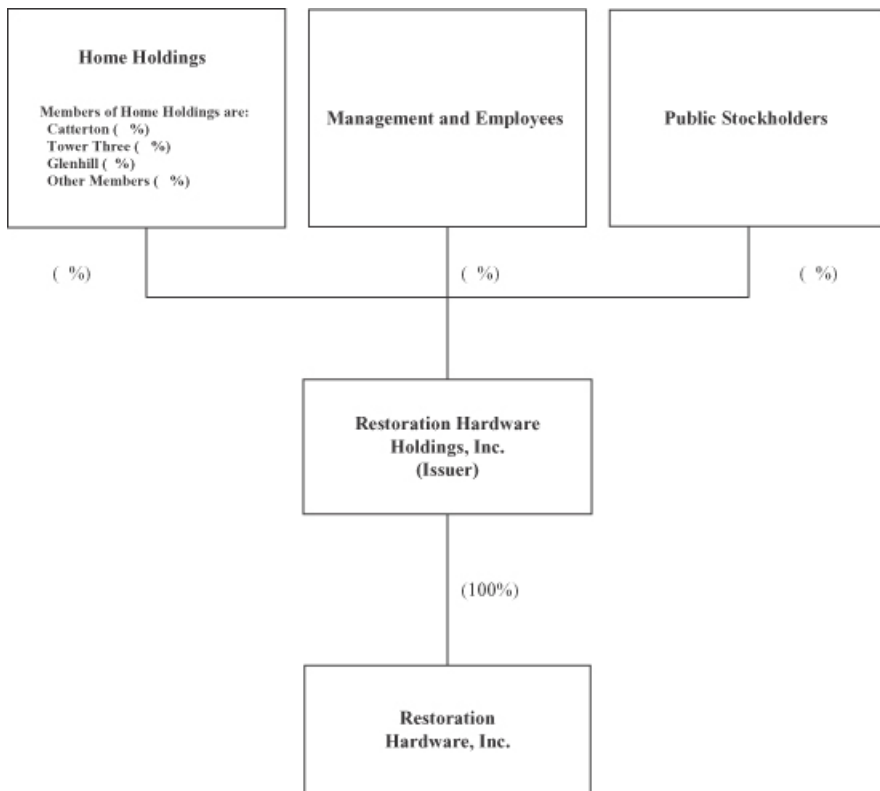 Home Holdings
Members of Home Holdings are:
Catterton (   %)
Tower Three (   %)
Glenhill (   %)
Other Members (   %)
Management and Employees
Public Stockholders
(   %)
(   %)
(   %)
Restoration Hardware
Holdings, Inc.
(Issuer)
(100%)
Restoration
Hardware, Inc.